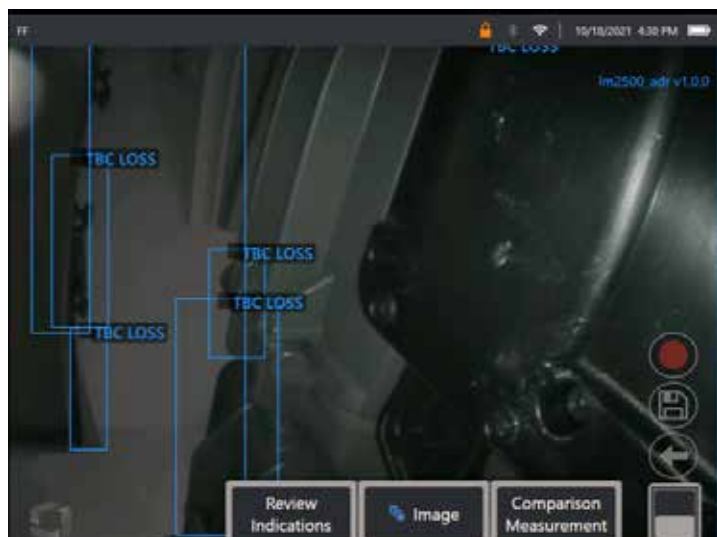 FF
10/18/2021 4:30 PM
TBC LOSS
lm2500_adr v1.0.0
TBC LOSS
TBC LOSS
TBC LOSS
TBC LOSS
Review
Indications
Image
Comparison
Measurement